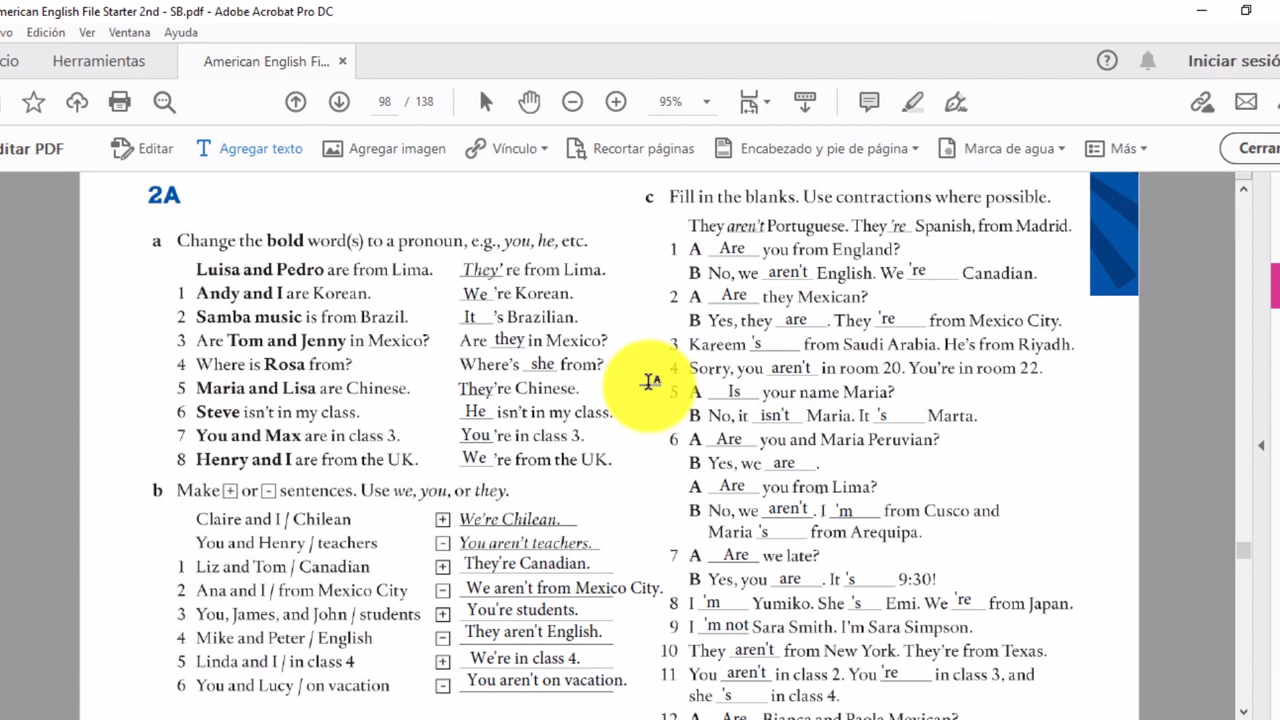 merican English File Starter 2nd - SB.pdf - Adobe Acrobat Pro DC
vo Edición Ver Ventana Ayuda
cio Herramientas American English Fi... × Iniciar sesió
98 / 138 95%
ditar PDF Editar Agregar texto Agregar imagen Vínculo Recortar páginas Encabezado y pie de página Marca de agua Más Cerrar
2A
a Change the bold word(s) to a pronoun, e.g., you, he, etc.
Luisa and Pedro are from Lima. They're from Lima.
1 Andy and I are Korean. We 're Korean.
2 Samba music is from Brazil. It 's Brazilian.
3 Are Tom and Jenny in Mexico? Are they in Mexico?
4 Where is Rosa from? Where's she from?
5 Maria and Lisa are Chinese. They're Chinese.
6 Steve isn't in my class. He isn't in my class.
7 You and Max are in class 3. You 're in class 3.
8 Henry and I are from the UK. We 're from the UK.
b Make + or - sentences. Use we, you, or they.
Claire and I / Chilean + We're Chilean.
You and Henry / teachers - You aren't teachers.
1 Liz and Tom / Canadian + They're Canadian.
2 Ana and I / from Mexico City - We aren't from Mexico City.
3 You, James, and John / students + You're students.
4 Mike and Peter / English - They aren't English.
5 Linda and I / in class 4 + We're in class 4.
6 You and Lucy / on vacation - You aren't on vacation.
c Fill in the blanks. Use contractions where possible.
They aren't Portuguese. They 're Spanish, from Madrid.
1 A Are you from England?
B No, we aren't English. We 're Canadian.
2 A Are they Mexican?
B Yes, they are. They 're from Mexico City.
3 Kareem 's from Saudi Arabia. He's from Riyadh.
4 Sorry, you aren't in room 20. You're in room 22.
5 A Is your name Maria?
B No, it isn't Maria. It 's Marta.
6 A Are you and Maria Peruvian?
B Yes, we are.
A Are you from Lima?
B No, we aren't. I 'm from Cusco and
Maria 's from Arequipa.
7 A Are we late?
B Yes, you are. It 's 9:30!
8 I 'm Yumiko. She 's Emi. We 're from Japan.
9 I 'm not Sara Smith. I'm Sara Simpson.
10 They aren't from New York. They're from Texas.
11 You aren't in class 2. You 're in class 3, and
she 's in class 4.
12 A Are Bianca and Paola Mexican?